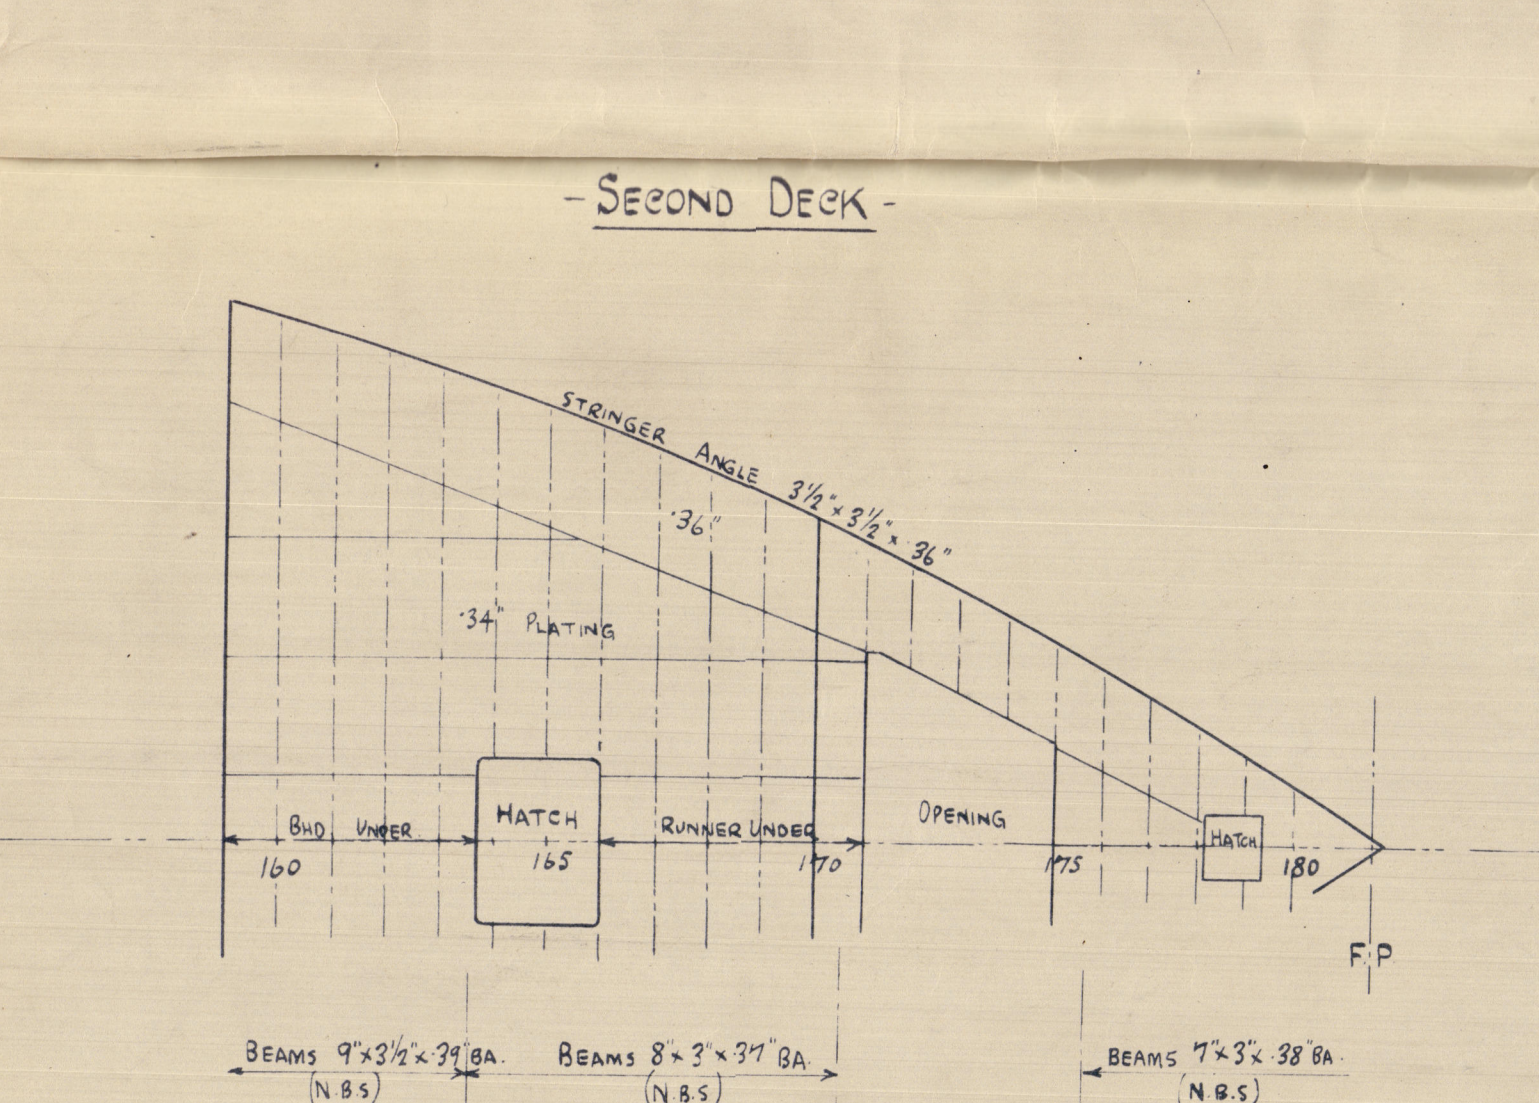 - SECOND DECK -
STRINGER ANGLE 3½" x 3½" x .36"
.36"
.34" PLATING
HATCH
OPENING
BHD UNDER
RUNNER UNDER
HATCH
160
165
170
175
180
F.P
BEAMS 9"x3½"x.39" BA.
(N.B.S)
BEAMS 8"x 3"x .37" BA.
(N.B.S)
BEAMS 7"x3"x .38" BA.
(N.B.S)